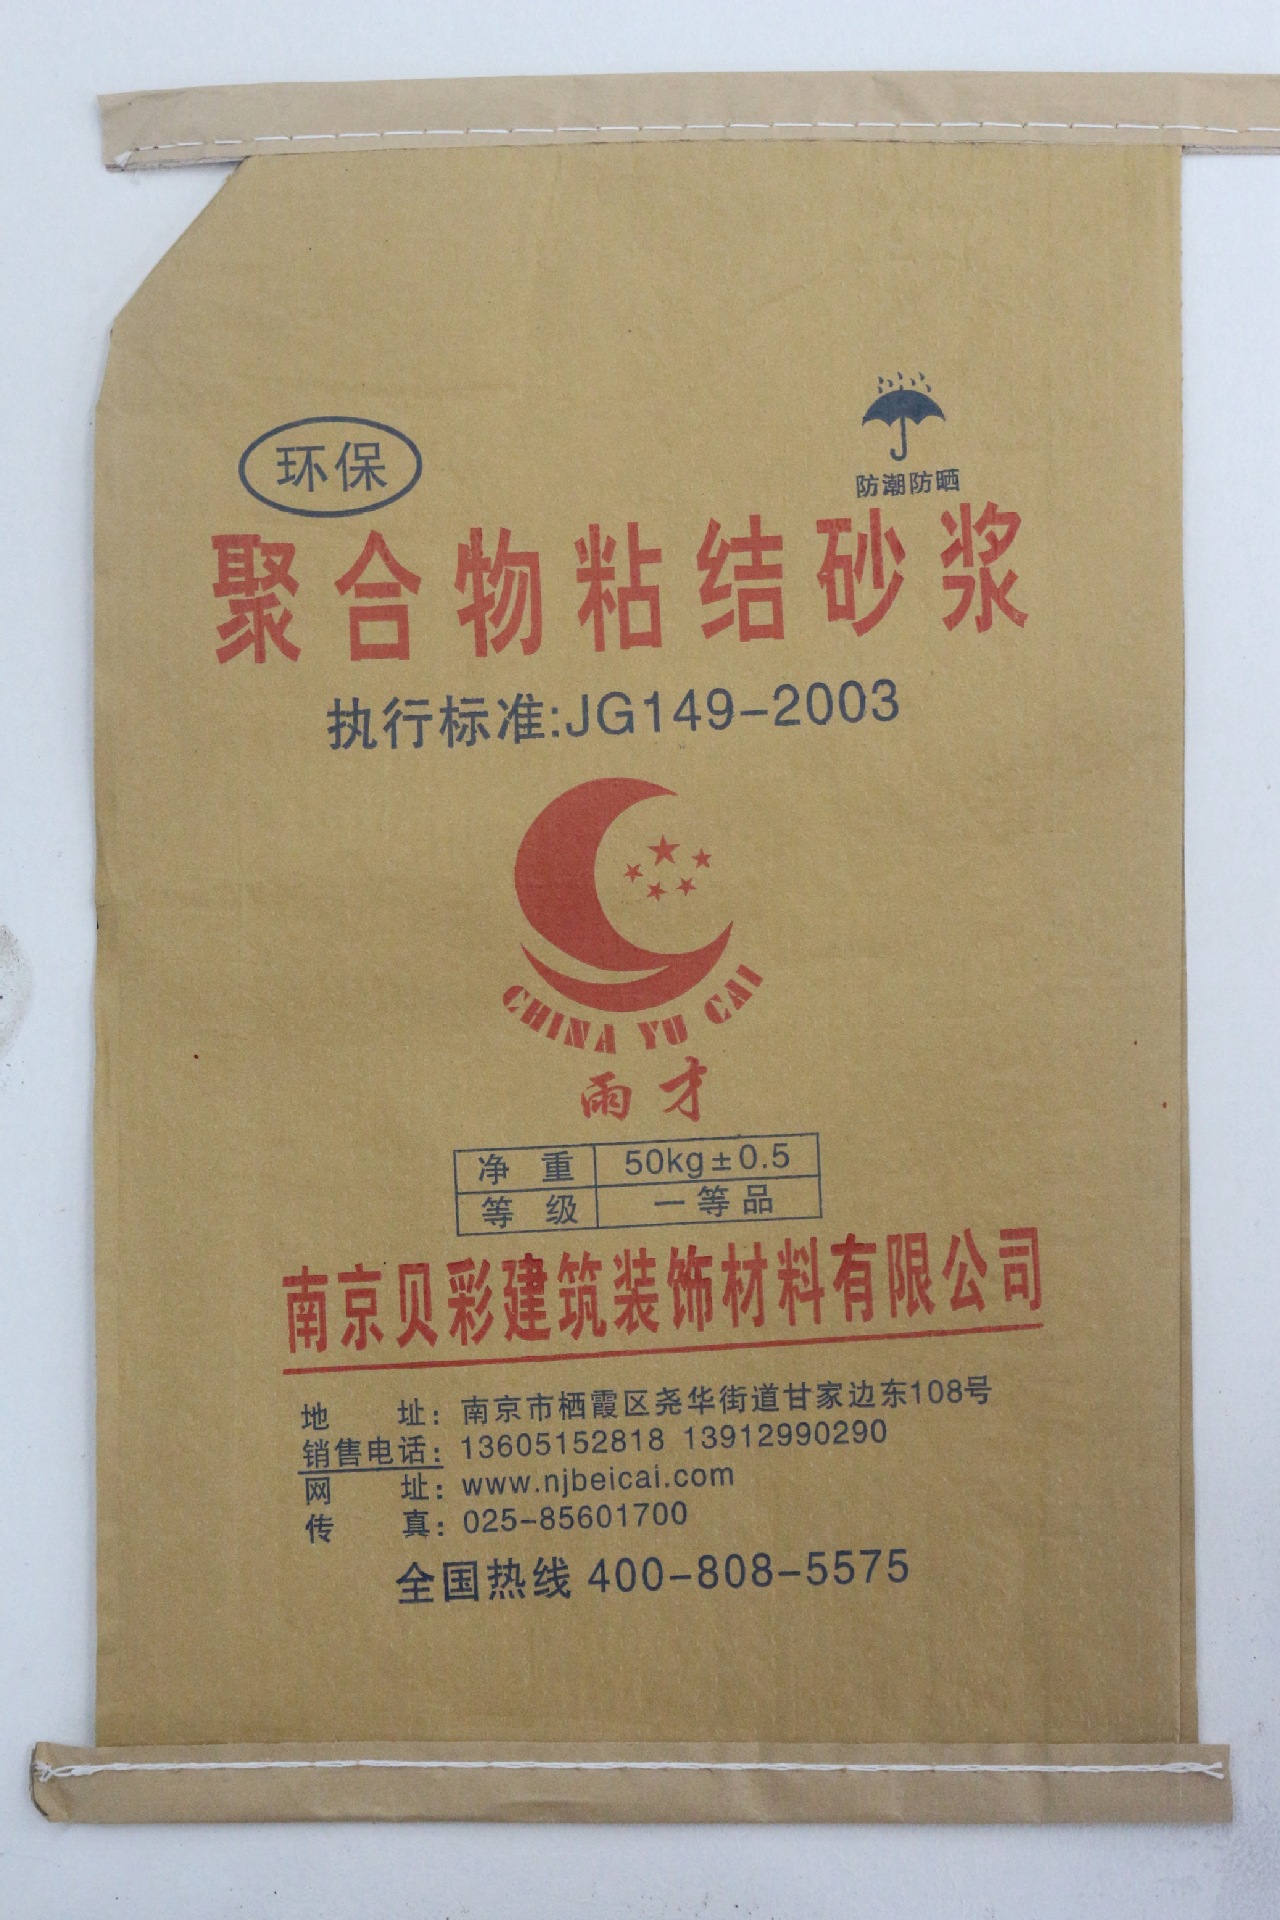 环保
防潮防晒
聚合物粘结砂浆
执行标准:JG149-2003
CHINA YU CAI
雨才
净 重 50kg±0.5
等 级 一等品
南京贝彩建筑装饰材料有限公司
地 址: 南京市栖霞区尧华街道甘家边东108号
销售电话: 13605152818 13912990290
网 址: www.njbeicai.com
传 真: 025-85601700
全国热线 400-808-5575